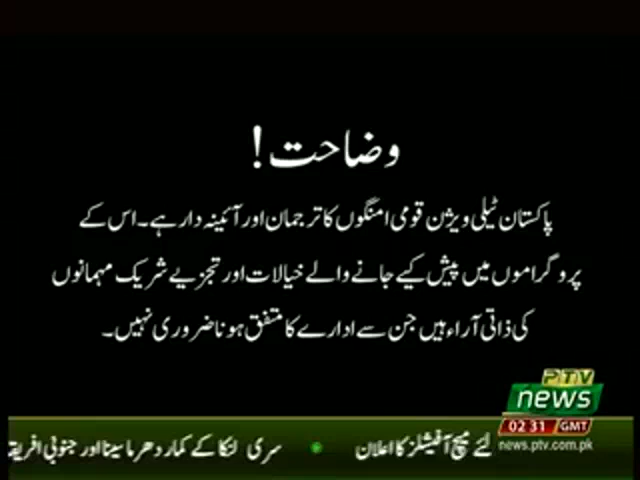 وضاحت!
پاکستان ٹیلی ویژن قومی امنگوں کا ترجمان اور آئینہ دار ہے۔ اس کے
پروگراموں میں پیش کیے جانے والے خیالات اور تجزیے شریک مہمانوں
کی ذاتی آراء ہیں جن سے ادارے کا متفق ہونا ضروری نہیں۔
PTV
news
02:31 GMT
news.ptv.com.pk
لئے میچ آفیشلز کا اعلان • سری لنکا کے کمار دھرماسینا اور جنوبی افریقہ